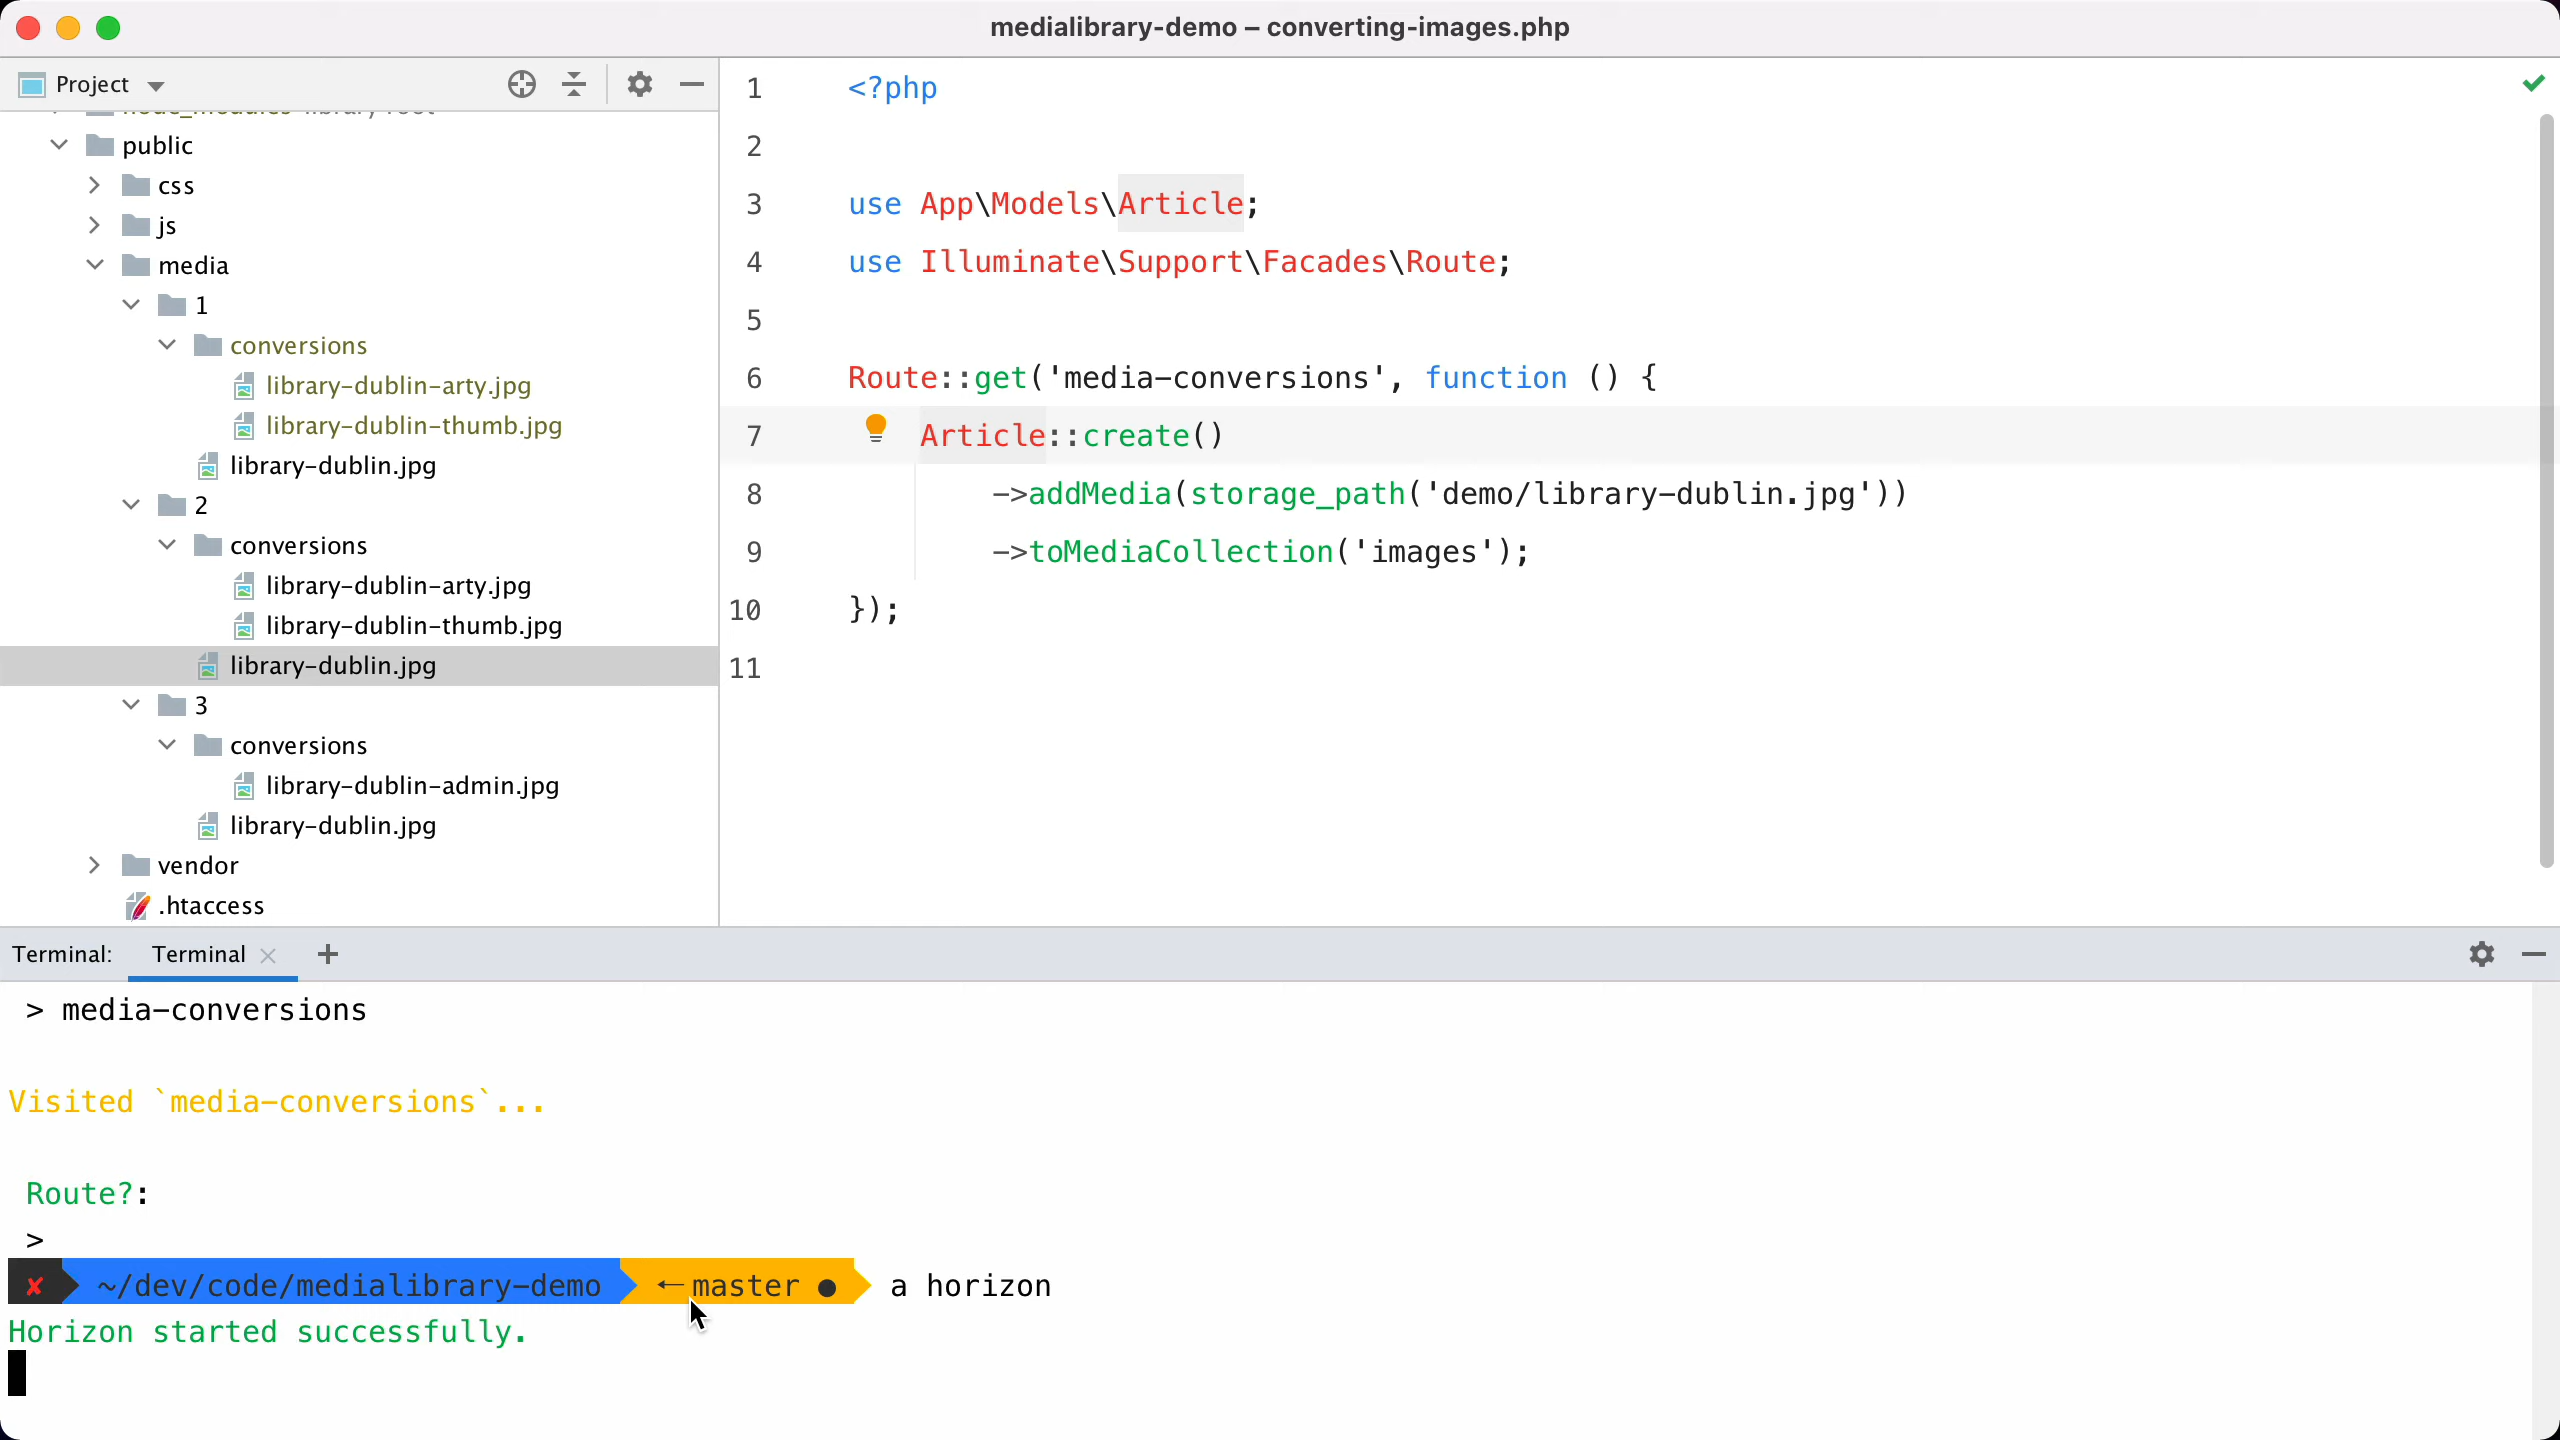 medialibrary-demo – converting-images.php
Project
node_modules library root
public
css
js
media
1
conversions
library-dublin-arty.jpg
library-dublin-thumb.jpg
library-dublin.jpg
2
conversions
library-dublin-arty.jpg
library-dublin-thumb.jpg
library-dublin.jpg
3
conversions
library-dublin-admin.jpg
library-dublin.jpg
vendor
.htaccess
1 <?php
2
3 use App\Models\Article;
4 use Illuminate\Support\Facades\Route;
5
6 Route::get('media-conversions', function () {
7 Article::create()
8 ->addMedia(storage_path('demo/library-dublin.jpg'))
9 ->toMediaCollection('images');
10 });
11
Terminal: Terminal
> media-conversions
Visited `media-conversions`...
Route?:
>
✘ ~/dev/code/medialibrary-demo ← master ● a horizon
Horizon started successfully.